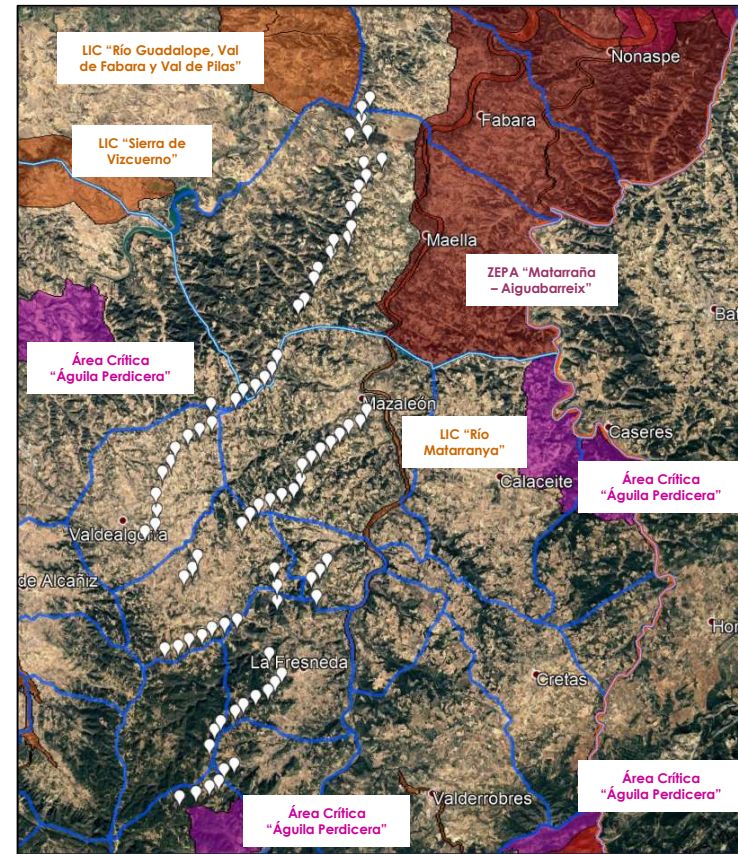 LIC “Río Guadalope, Val
de Fabara y Val de Pilas”
Nonaspe
Fabara
LIC “Sierra de
Vizcuerno”
Maella
ZEPA “Matarraña
– Aiguabarreix”
Bat
Área Crítica
“Águila Perdicera”
Mazaleón
LIC “Río
Matarranya”
Caseres
Área Crítica
“Águila Perdicera”
Calaceite
Valdealgorfa
de Alcañiz
Hor
La Fresneda
Cretas
Área Crítica
“Águila Perdicera”
Valderrobres
Área Crítica
“Águila Perdicera”